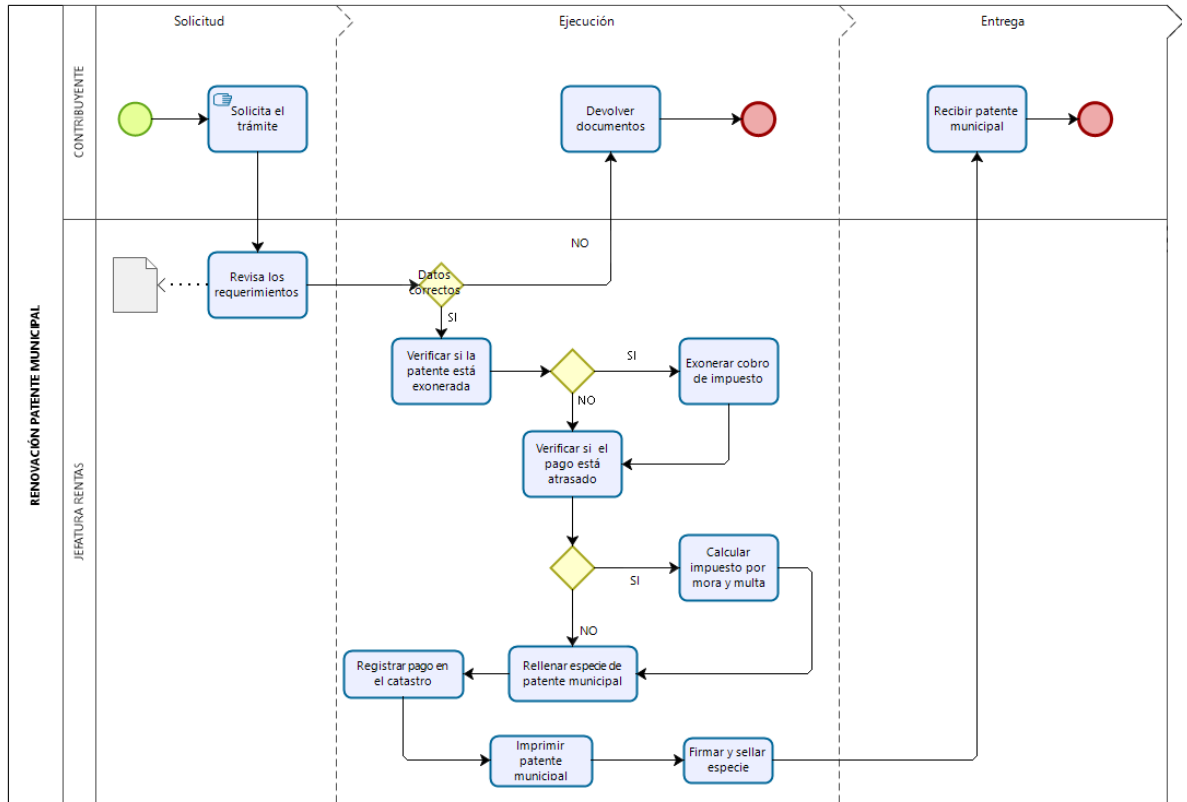 Solicitud
Ejecución
Entrega
RENOVACIÓN PATENTE MUNICIPAL
CONTRIBUYENTE
Solicita el
trámite
Devolver
documentos
Recibir patente
municipal
JEFATURA RENTAS
Revisa los
requerimientos
Datos
correctos
NO
SI
Verificar si la
patente está
exonerada
SI
Exonerar cobro
de impuesto
NO
Verificar si el
pago está
atrasado
SI
Calcular
impuesto por
mora y multa
NO
Rellenar especie de
patente municipal
Registrar pago en
el catastro
Imprimir
patente
municipal
Firmar y sellar
especie